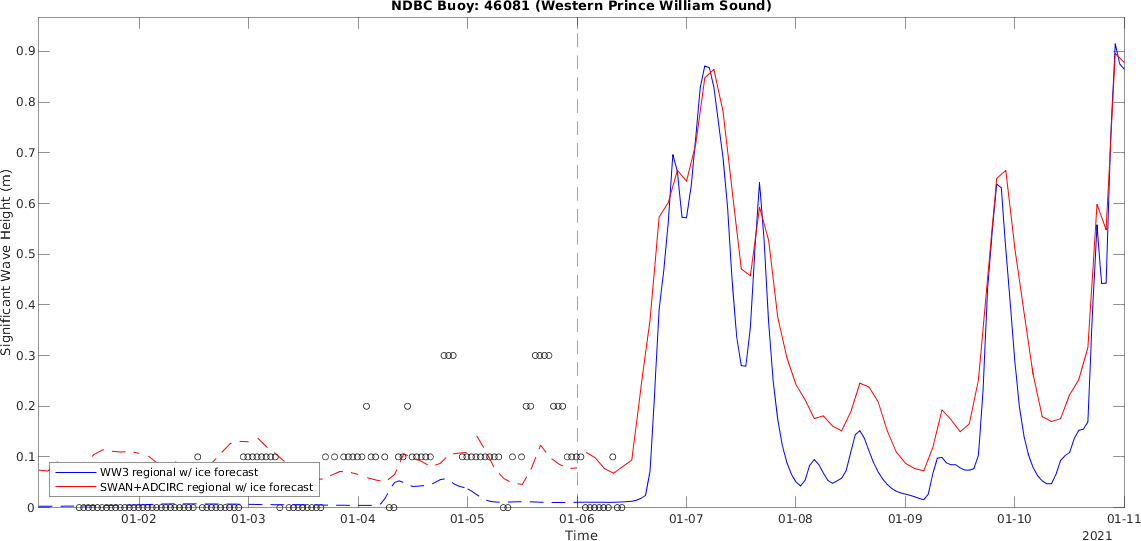 NDBC Buoy: 46081 (Western Prince William Sound)
Significant Wave Height (m)
0.9
0.8
0.7
0.6
0.5
0.4
0.3
0.2
0.1
0
WW3 regional w/ ice forecast
SWAN+ADCIRC regional w/ ice forecast
01-02 01-03 01-04 01-05 01-06 01-07 01-08 01-09 01-10 01-11
Time
2021